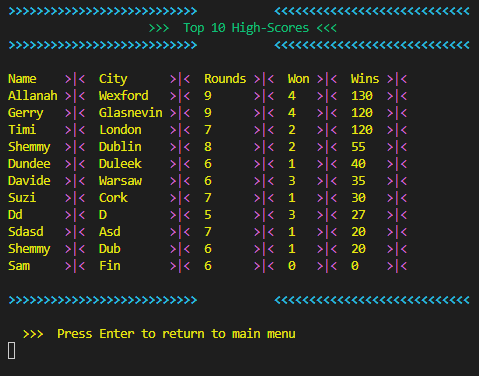 >>>>>>>>>>>>>>>>>>>>>>>>>>>           <<<<<<<<<<<<<<<<<<<<<<<<<<<<
                    >>>  Top 10 High-Scores <<<
>>>>>>>>>>>>>>>>>>>>>>>>>>>           <<<<<<<<<<<<<<<<<<<<<<<<<<<<
Name    >|<  City      >|<  Rounds >|<  Won  >|<  Wins  >|<
Allanah >|<  Wexford   >|<  9      >|<  4    >|<  130   >|<
Gerry   >|<  Glasnevin >|<  9      >|<  4    >|<  120   >|<
Timi    >|<  London    >|<  7      >|<  2    >|<  120   >|<
Shemmy  >|<  Dublin    >|<  8      >|<  2    >|<  55    >|<
Dundee  >|<  Duleek    >|<  6      >|<  1    >|<  40    >|<
Davide  >|<  Warsaw    >|<  6      >|<  3    >|<  35    >|<
Suzi    >|<  Cork      >|<  7      >|<  1    >|<  30    >|<
Dd      >|<  D         >|<  5      >|<  3    >|<  27    >|<
Sdasd   >|<  Asd       >|<  7      >|<  1    >|<  20    >|<
Shemmy  >|<  Dub       >|<  6      >|<  1    >|<  20    >|<
Sam     >|<  Fin       >|<  6      >|<  0    >|<  0     >|<
>>>>>>>>>>>>>>>>>>>>>>>>>>>           <<<<<<<<<<<<<<<<<<<<<<<<<<<<
  >>>  Press Enter to return to main menu